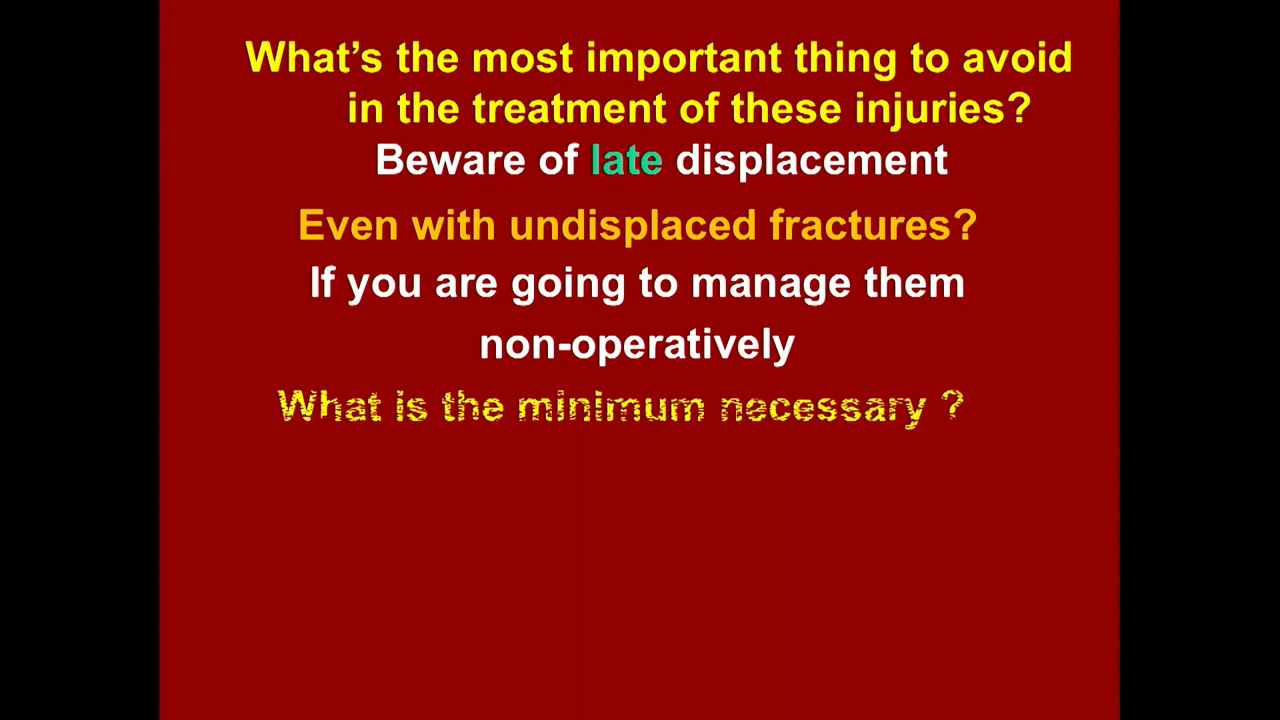 What's the most important thing to avoid
in the treatment of these injuries?
Beware of late displacement
Even with undisplaced fractures?
If you are going to manage them
non-operatively
What is the minimum necessary ?